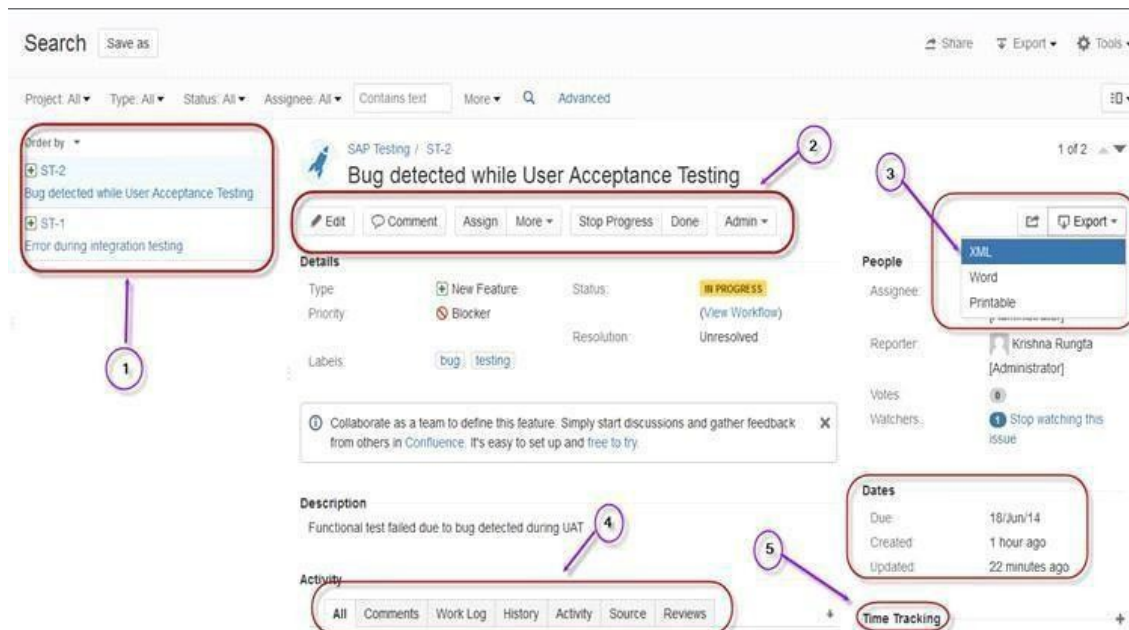 Search Save as
Share Export Tools
Project: All Type: All Status: All Assignee: All Contains text More Advanced
Order by
ST-2
Bug detected while User Acceptance Testing
ST-1
Error during integration testing
1
SAP Testing / ST-2
Bug detected while User Acceptance Testing
2
1 of 2
Edit Comment Assign More Stop Progress Done Admin
3
Export
XML
Word
Printable
Details
Type: New Feature
Status: IN PROGRESS
(View Workflow)
Priority: Blocker
Resolution: Unresolved
Labels: bug testing
Collaborate as a team to define this feature. Simply start discussions and gather feedback
from others in Confluence. It's easy to set up and free to try.
Description
Functional test failed due to bug detected during UAT
4
Activity
All Comments Work Log History Activity Source Reviews
People
Assignee:
[Administrator]
Reporter: Krishna Rungta
[Administrator]
Votes: 0
Watchers: 1 Stop watching this
issue
Dates
Due: 18/Jun/14
Created: 1 hour ago
Updated: 22 minutes ago
5
Time Tracking